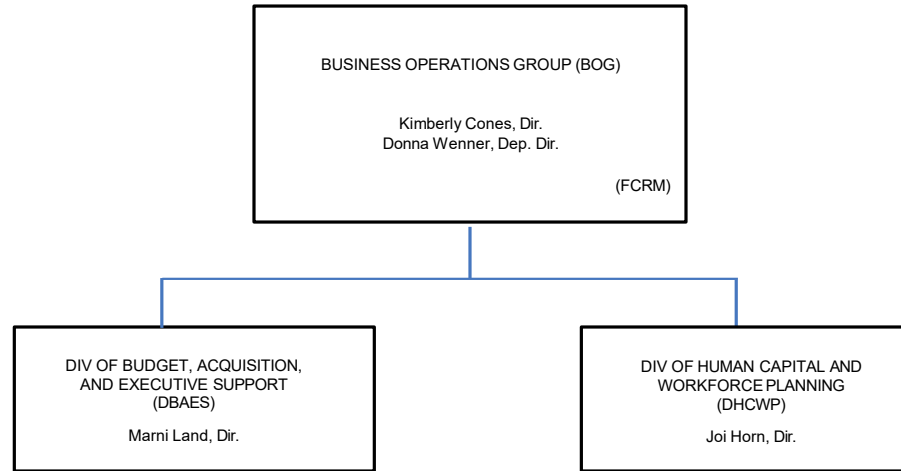 BUSINESS OPERATIONS GROUP (BOG)
Kimberly Cones, Dir.
Donna Wenner, Dep. Dir.
(FCRM)
DIV OF BUDGET, ACQUISITION,
AND EXECUTIVE SUPPORT
(DBAES)
Marni Land, Dir.
DIV OF HUMAN CAPITAL AND
WORKFORCE PLANNING
(DHCWP)
Joi Horn, Dir.